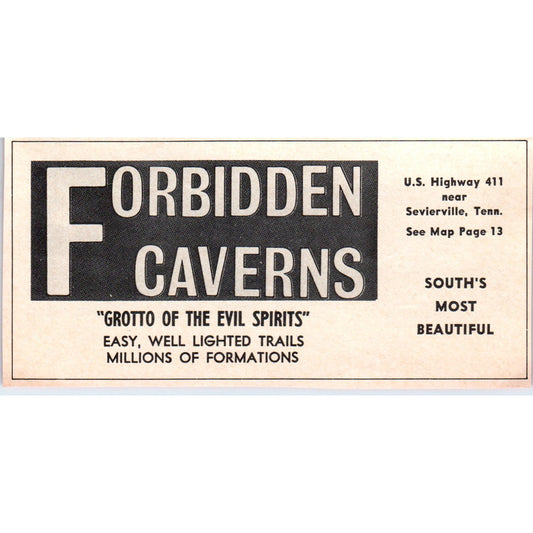 FORBIDDEN
CAVERNS
"GROTTO OF THE EVIL SPIRITS"
EASY, WELL LIGHTED TRAILS
MILLIONS OF FORMATIONS
U.S. Highway 411
near
Sevierville, Tenn.
See Map Page 13
SOUTH'S
MOST
BEAUTIFUL